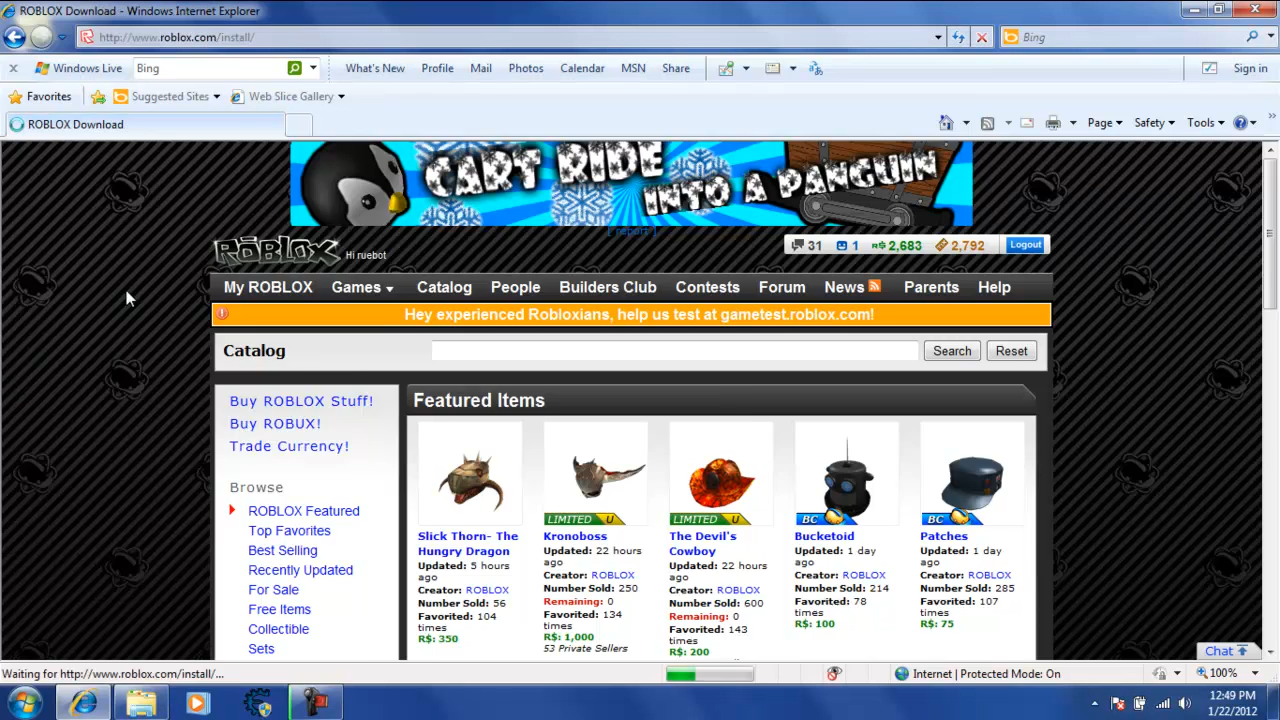 ROBLOX Download - Windows Internet Explorer
http://www.roblox.com/install/
Bing
Windows Live
Bing
What's New
Profile
Mail
Photos
Calendar
MSN
Share
Sign in
Favorites
Suggested Sites
Web Slice Gallery
ROBLOX Download
Page
Safety
Tools
CART RIDE
INTO A PANGUIN
[ report ]
ROBLOX
Hi ruebot
31
1
R$ 2,683
2,792
Logout
My ROBLOX
Games
Catalog
People
Builders Club
Contests
Forum
News
Parents
Help
Hey experienced Robloxians, help us test at gametest.roblox.com!
Catalog
Search
Reset
Buy ROBLOX Stuff!
Buy ROBUX!
Trade Currency!
Browse
ROBLOX Featured
Top Favorites
Best Selling
Recently Updated
For Sale
Free Items
Collectible
Sets
Featured Items
Slick Thorn- The
Hungry Dragon
Updated: 5 hours
ago
Creator: ROBLOX
Number Sold: 56
Favorited: 104
times
R$: 350
LIMITED U
Kronoboss
Updated: 22 hours
ago
Creator: ROBLOX
Number Sold: 250
Remaining: 0
Favorited: 134
times
R$: 1,000
53 Private Sellers
LIMITED U
The Devil's
Cowboy
Updated: 22 hours
ago
Creator: ROBLOX
Number Sold: 600
Remaining: 0
Favorited: 143
times
R$: 200
BC
Bucketoid
Updated: 1 day
ago
Creator: ROBLOX
Number Sold: 214
Favorited: 78
times
R$: 100
BC
Patches
Updated: 1 day
ago
Creator: ROBLOX
Number Sold: 285
Favorited: 107
times
R$: 75
Chat
Waiting for http://www.roblox.com/install/...
Internet | Protected Mode: On
100%
12:49 PM
1/22/2012